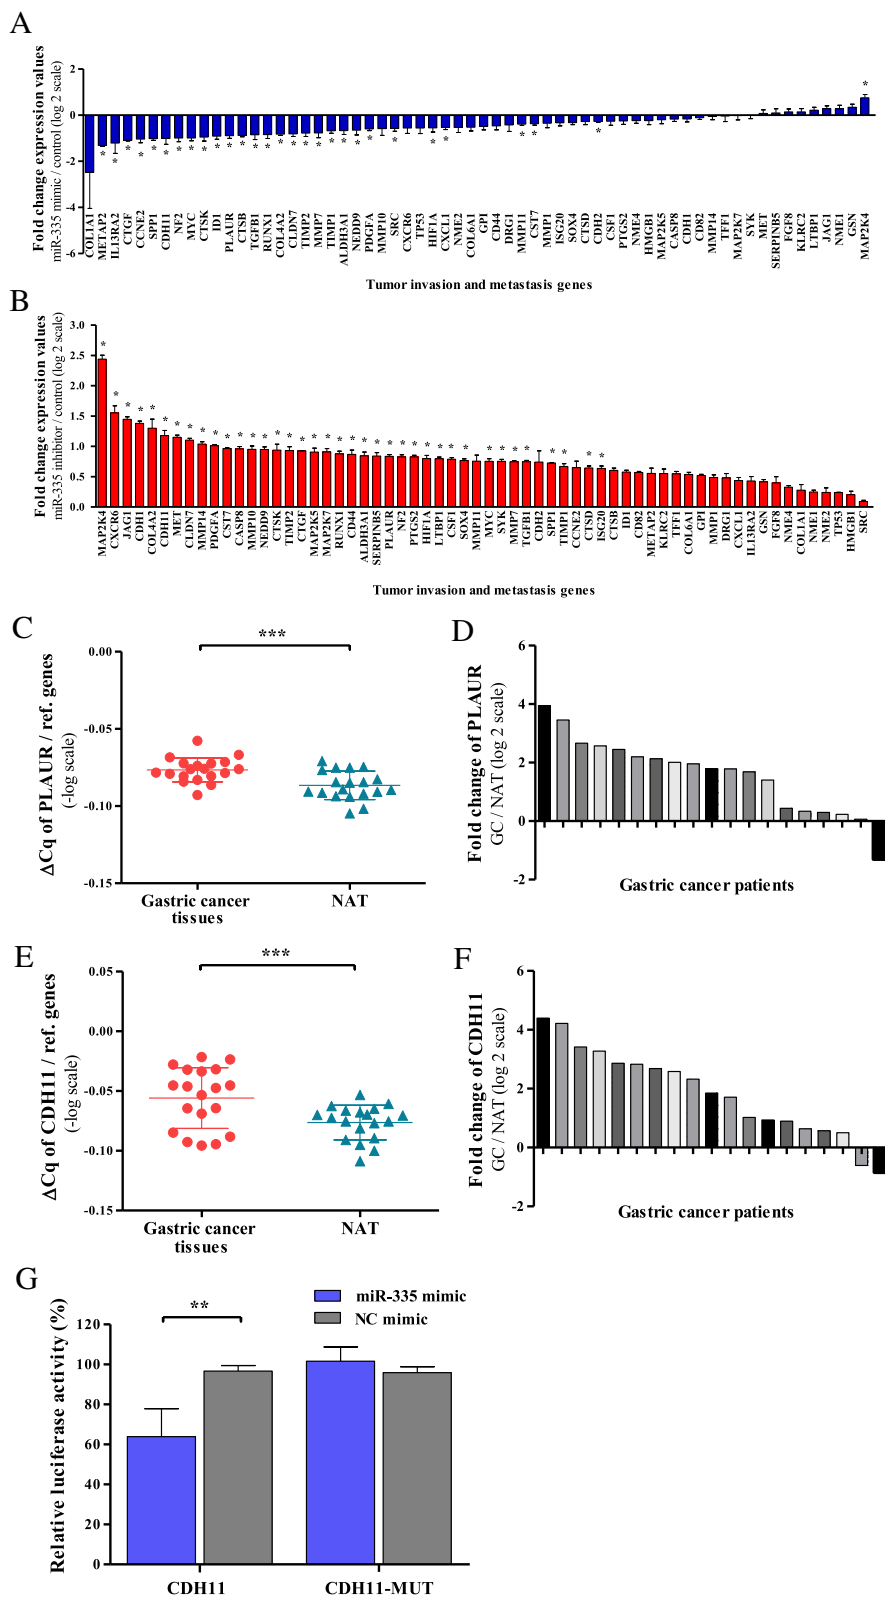 A
Fold change expression values
miR-335 mimic / control (log 2 scale)
2
0
-2
-4
-6
* * * * * * * * * * * * * * * * * * * * * * * * * * * *
COL1A1 METAP2 IL13RA2 CTGF CCNE2 SPP1 CDH11 NF2 MYC CTSK ID1 PLAUR CTSB TGFB1 RUNX1 COL4A2 CLDN7 TIMP2 MMP7 TIMP1 ALDH3A1 NEDD9 PDGFA MMP10 SRC CXCR6 TP53 HIF1A CXCL1 NME2 COL6A1 GPI CD44 DRG1 MMP11 CST7 MMP1 ISG20 SOX4 CTSD CDH2 CSF1 PTGS2 NME4 HMGB1 MAP2K5 CASP8 CDH1 CD82 MMP14 TFF1 MAP2K7 SYK MET SERPINB5 FGF8 KLRC2 LTBP1 JAG1 NME1 GSN MAP2K4
Tumor invasion and metastasis genes
B
Fold change expression values
miR-335 inhibitor / control (log 2 scale)
3.0
2.5
2.0
1.5
1.0
0.5
0.0
* * * * * * * * * * * * * * * * * * * * * * * * * * * * * * * * * * * * * * *
MAP2K4 CXCR6 JAG1 CDH1 COL4A2 CDH11 MET CLDN7 MMP14 PDGFA CST7 CASP8 MMP10 NEDD9 CTSK TIMP2 CTGF MAP2K5 MAP2K7 RUNX1 CD44 ALDH3A1 SERPINB5 PLAUR NF2 PTGS2 HIF1A LTBP1 CSF1 SOX4 MMP11 MYC SYK MMP7 TGFB1 CDH2 SPP1 TIMP1 CCNE2 CTSD ISG20 CTSB ID1 CD82 METAP2 KLRC2 TFF1 COL6A1 GPI MMP1 DRG1 CXCL1 IL13RA2 GSN FGF8 NME4 COL1A1 NME1 NME2 TP53 HMGB1 SRC
Tumor invasion and metastasis genes
C
ΔCq of PLAUR / ref. genes
(-log scale)
0.00
-0.05
-0.10
-0.15
***
Gastric cancer
tissues
NAT
D
Fold change of PLAUR
GC / NAT (log 2 scale)
6
4
2
0
-2
Gastric cancer patients
E
ΔCq of CDH11 / ref. genes
(-log scale)
0.05
0.00
-0.05
-0.10
-0.15
***
Gastric cancer
tissues
NAT
F
Fold change of CDH11
GC / NAT (log 2 scale)
6
4
2
0
-2
Gastric cancer patients
G
miR-335 mimic
NC mimic
Relative luciferase activity (%)
120
100
80
60
40
20
0
**
CDH11
CDH11-MUT